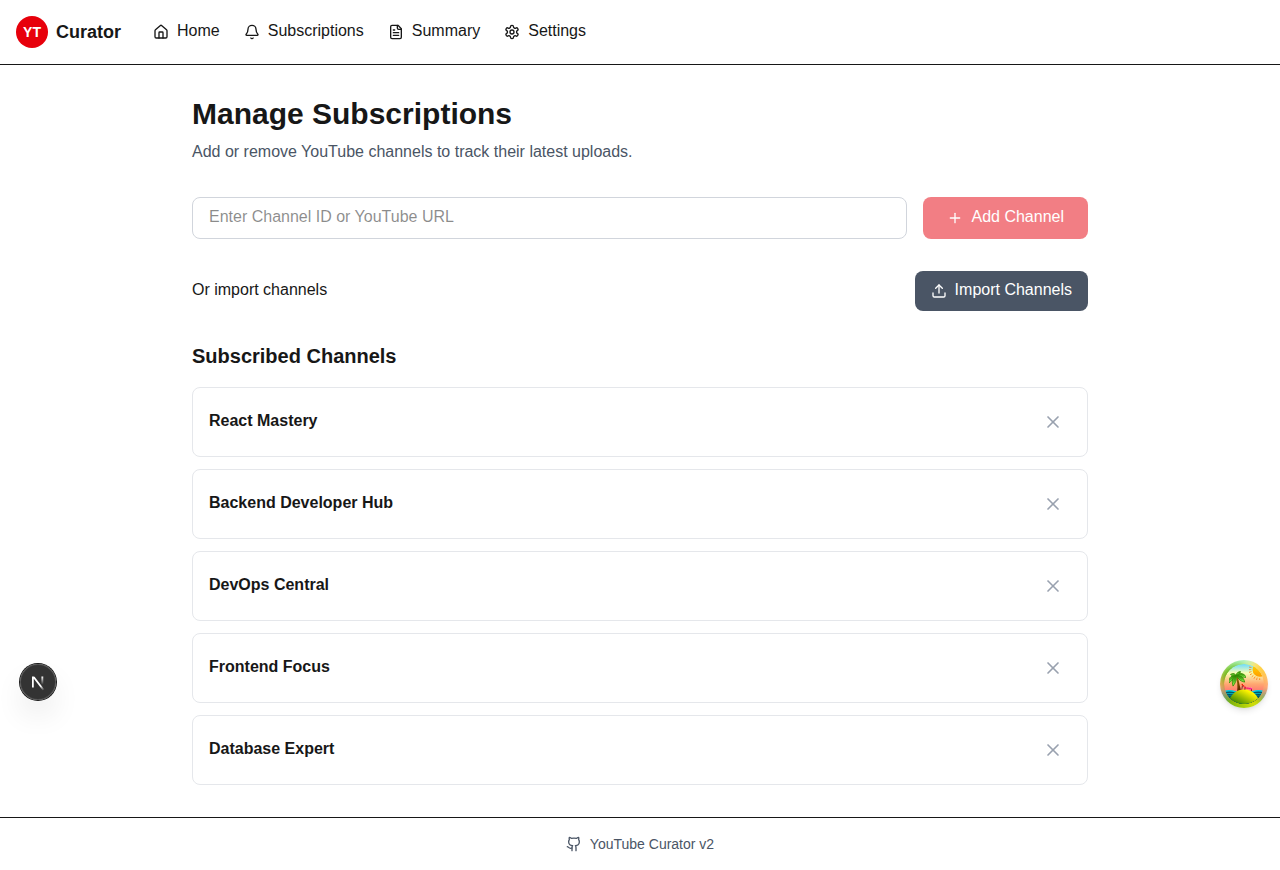 YT Curator Home Subscriptions Summary Settings
Manage Subscriptions
Add or remove YouTube channels to track their latest uploads.
Enter Channel ID or YouTube URL Add Channel
Or import channels Import Channels
Subscribed Channels
React Mastery
Backend Developer Hub
DevOps Central
Frontend Focus
N
Database Expert
YouTube Curator v2